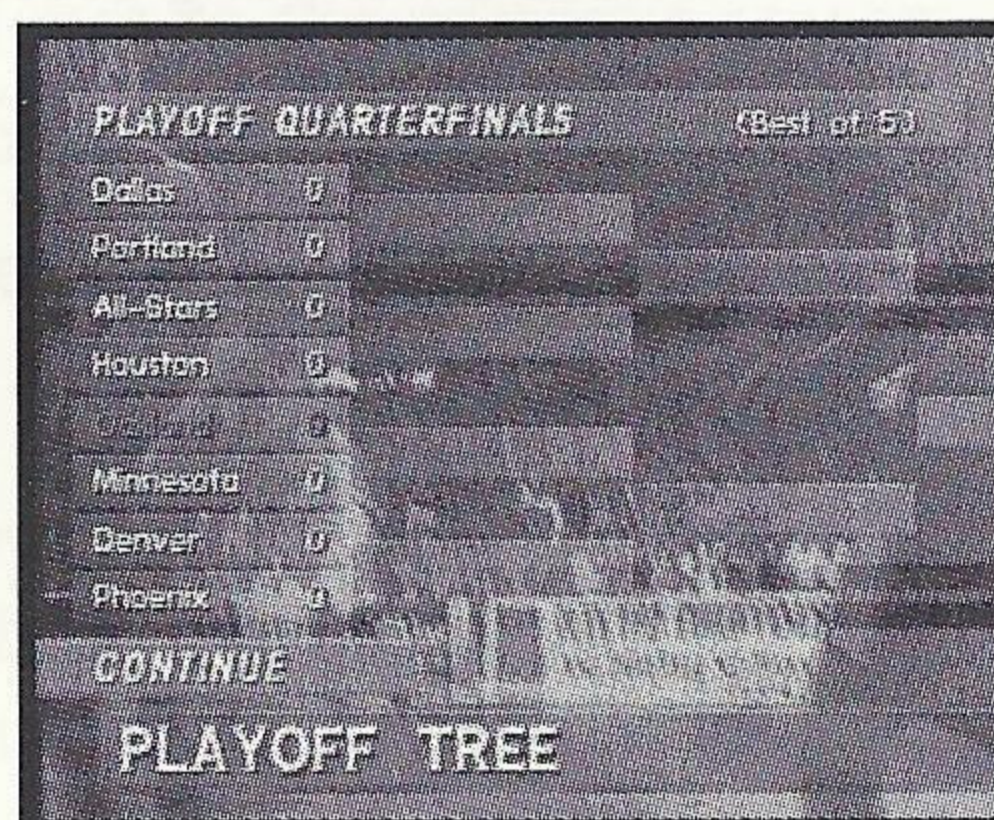 PLAYOFF QUARTERFINALS (Best of 5)
Dallas 0
Portland 0
All-Stars 0
Houston 0
0
Minnesota 0
Denver 0
Phoenix 0
CONTINUE
PLAYOFF TREE